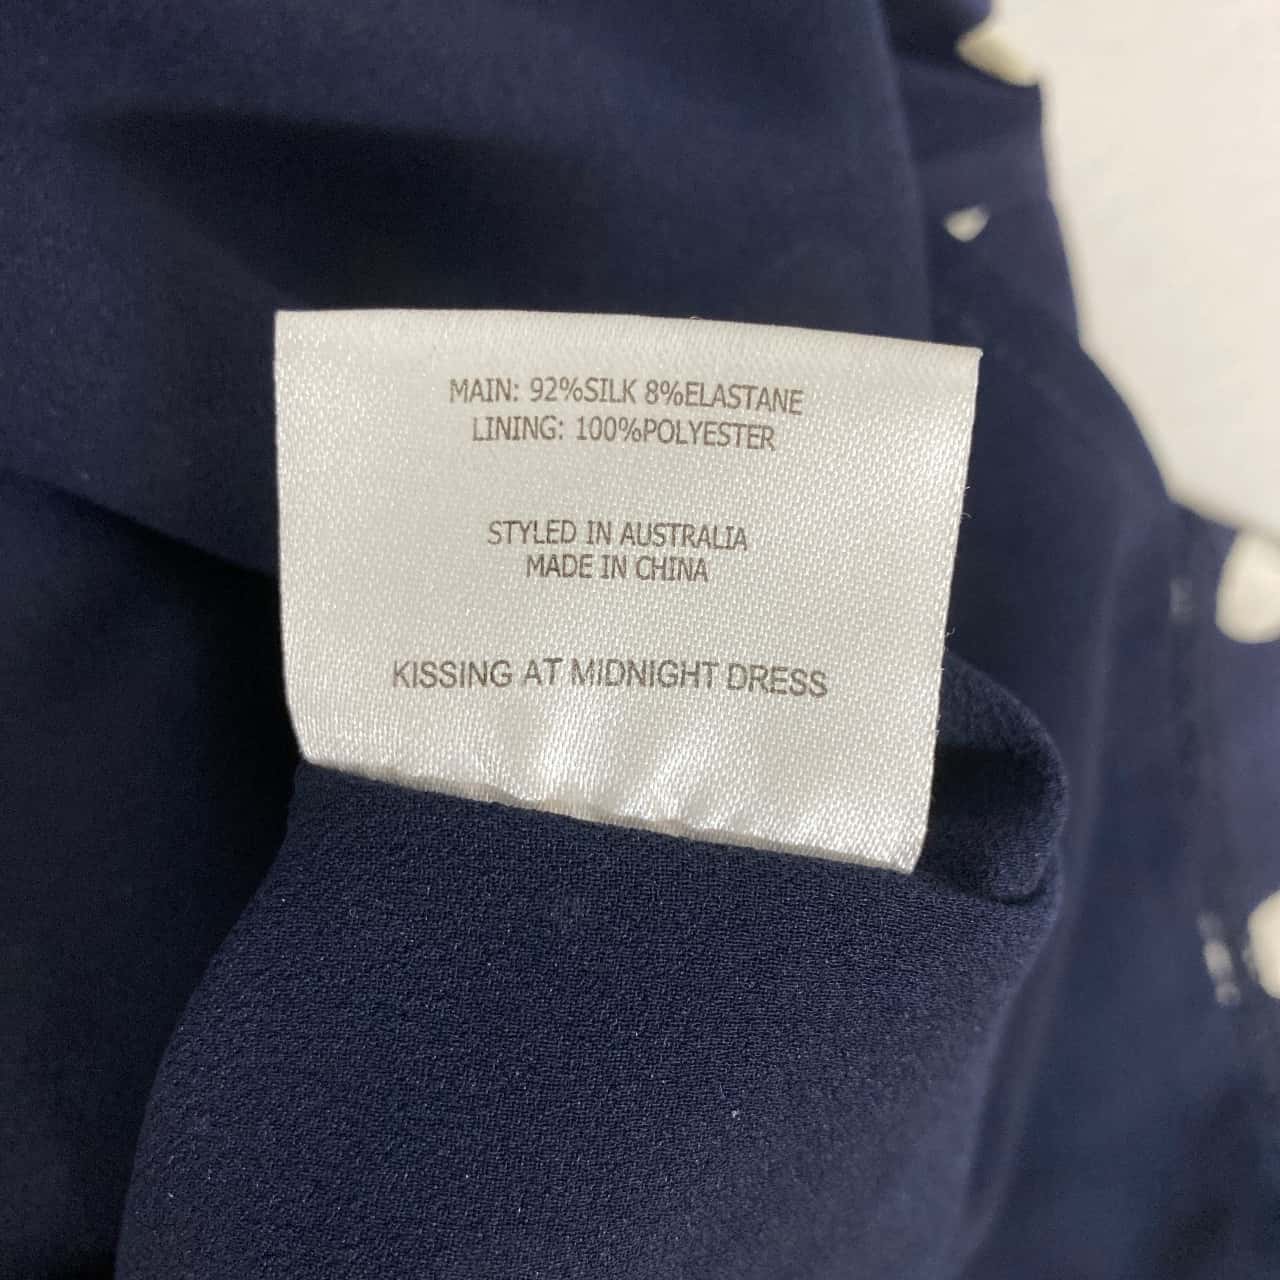 MAIN: 92%SILK 8%ELASTANE
LINING: 100%POLYESTER
STYLED IN AUSTRALIA
MADE IN CHINA
KISSING AT MIDNIGHT DRESS